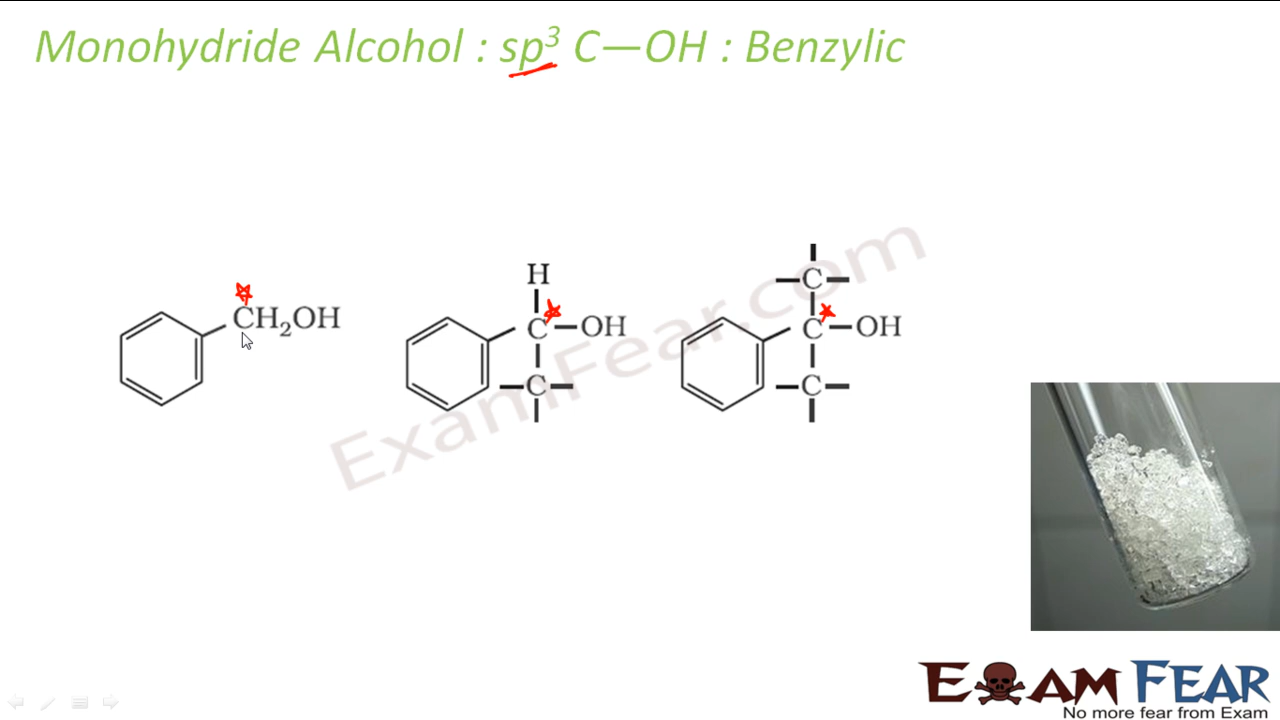 Monohydride Alcohol : sp³ C—OH : Benzylic
ExamFear.com
CH₂OH
H
C—OH
C
C
C—OH
C
EXAM FEAR
No more fear from Exam